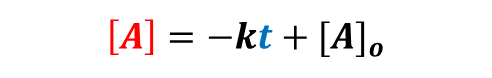 [A] = −kt + [A]ₒ